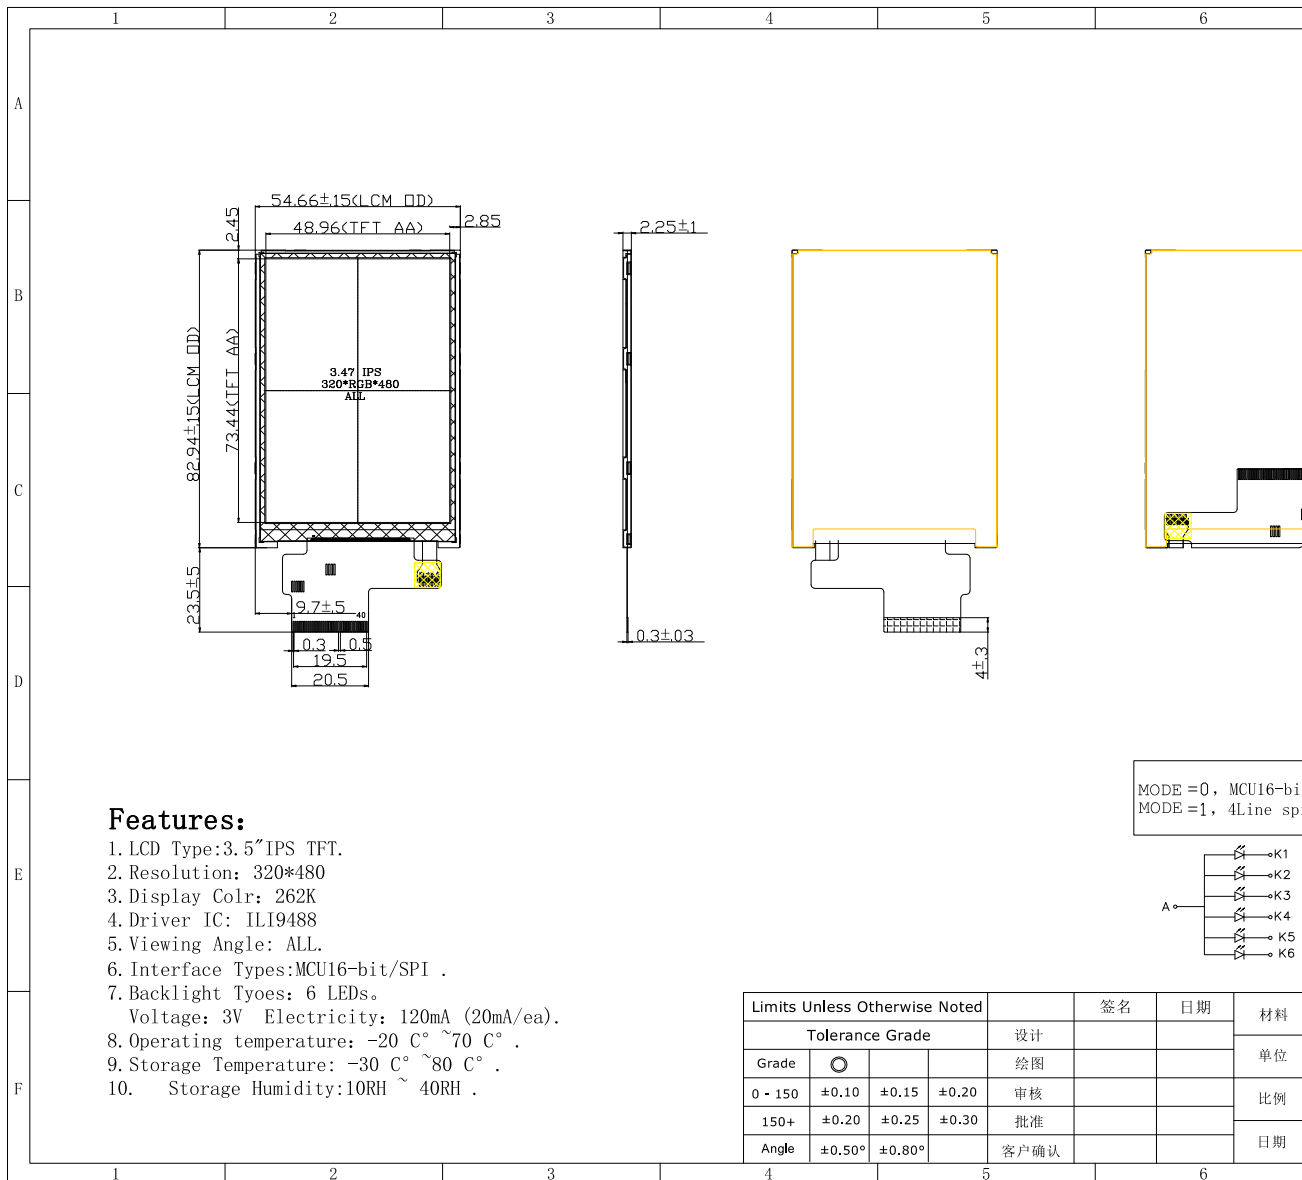 1 2 3 4 5 6
A
B
C
D
E
F
54.66±.15(LCM OD)
48.96(TFT AA)
2.85
2.45
82.94±.15(LCM OD)
73.44(TFT AA)
3.47 IPS
320*RGB*480
ALL
23.5±.5
9.7±.5
1
40
0.3
0.5
19.5
20.5
2.25±.1
0.3±.03
4±.3
MODE =0, MCU16-bi
MODE =1, 4Line sp
A
K1
K2
K3
K4
K5
K6
Features:
1. LCD Type:3.5″IPS TFT.
2. Resolution: 320*480
3. Display Colr: 262K
4. Driver IC: ILI9488
5. Viewing Angle: ALL.
6. Interface Types:MCU16-bit/SPI .
7. Backlight Tyoes: 6 LEDs。
Voltage: 3V Electricity: 120mA (20mA/ea).
8. Operating temperature: -20 C° ~70 C° .
9. Storage Temperature: -30 C° ~80 C° .
10. Storage Humidity:10RH ~ 40RH .
Limits Unless Otherwise Noted 签名 日期 材料
Tolerance Grade 设计
Grade 绘图 单位
0 - 150 ±0.10 ±0.15 ±0.20 审核 比例
150+ ±0.20 ±0.25 ±0.30 批准
Angle ±0.50° ±0.80° 客户确认 日期
1 2 3 4 5 6